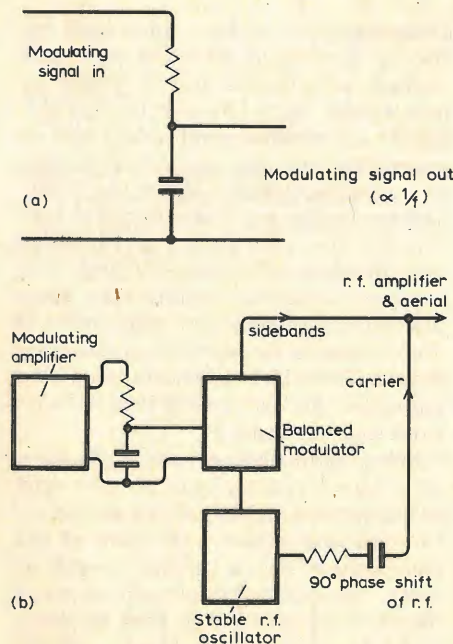 Modulating
signal in
Modulating signal out
(∝ 1/f)
(a)
r.f. amplifier
& aerial
sidebands
Modulating
amplifier
carrier
Balanced
modulator
90° phase shift
of r.f.
(b)
Stable r.f.
oscillator